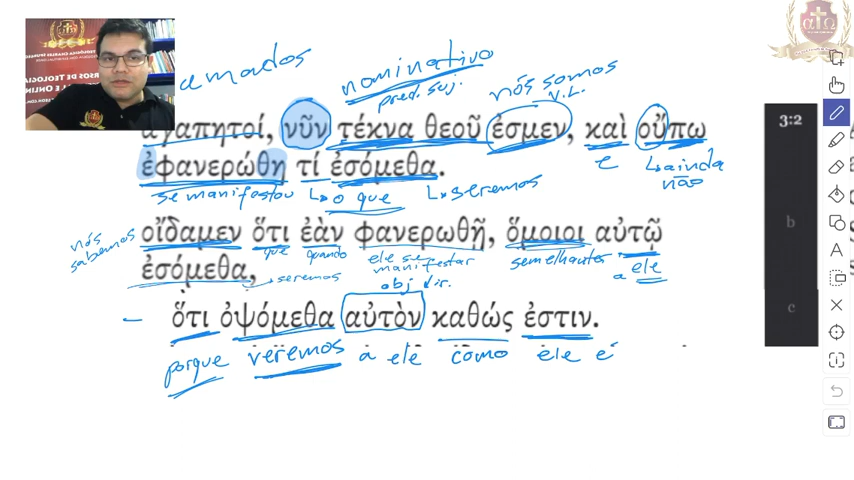 amados
nominativo
pred. suj.
nós somos
v.L.
ἀγαπητοί, νῦν τέκνα θεοῦ ἐσμεν, καὶ οὔπω
e
ainda
não
ἐφανερώθη τί ἐσόμεθα.
se manifestou
o que
seremos
nós
sabemos
οἴδαμεν ὅτι ἐὰν φανερωθῇ, ὅμοιοι αὐτῷ
que quando
ele se
manifestar
semelhantes
a ele
ἐσόμεθα,
seremos
obj dir.
ὅτι ὀψόμεθα αὐτὸν καθώς ἐστιν.
porque veremos a ele como ele é
3:2
b
c